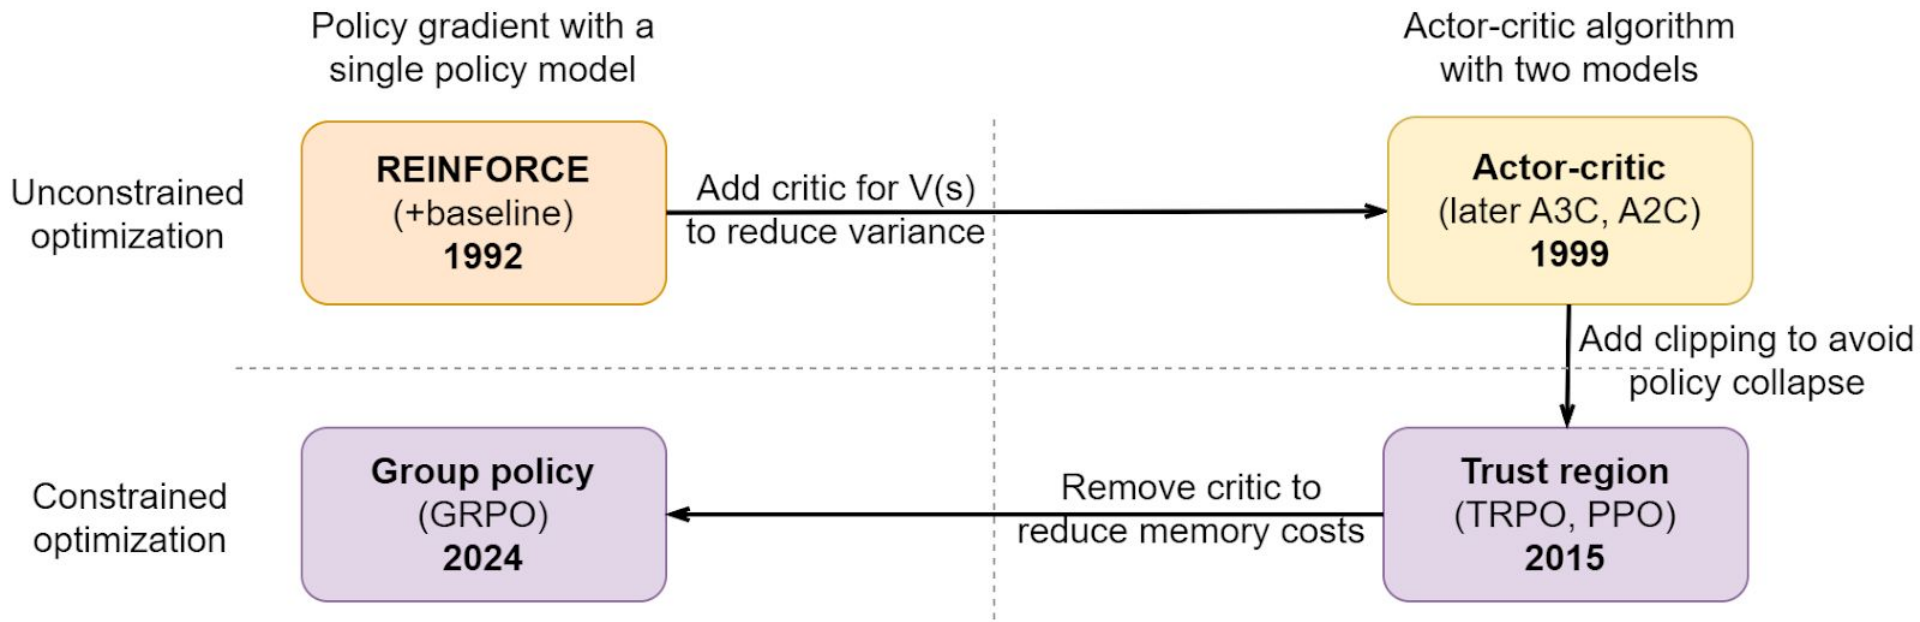 Policy gradient with a
single policy model
Actor-critic algorithm
with two models
Unconstrained
optimization
REINFORCE
(+baseline)
1992
Add critic for V(s)
to reduce variance
Actor-critic
(later A3C, A2C)
1999
Add clipping to avoid
policy collapse
Constrained
optimization
Group policy
(GRPO)
2024
Remove critic to
reduce memory costs
Trust region
(TRPO, PPO)
2015